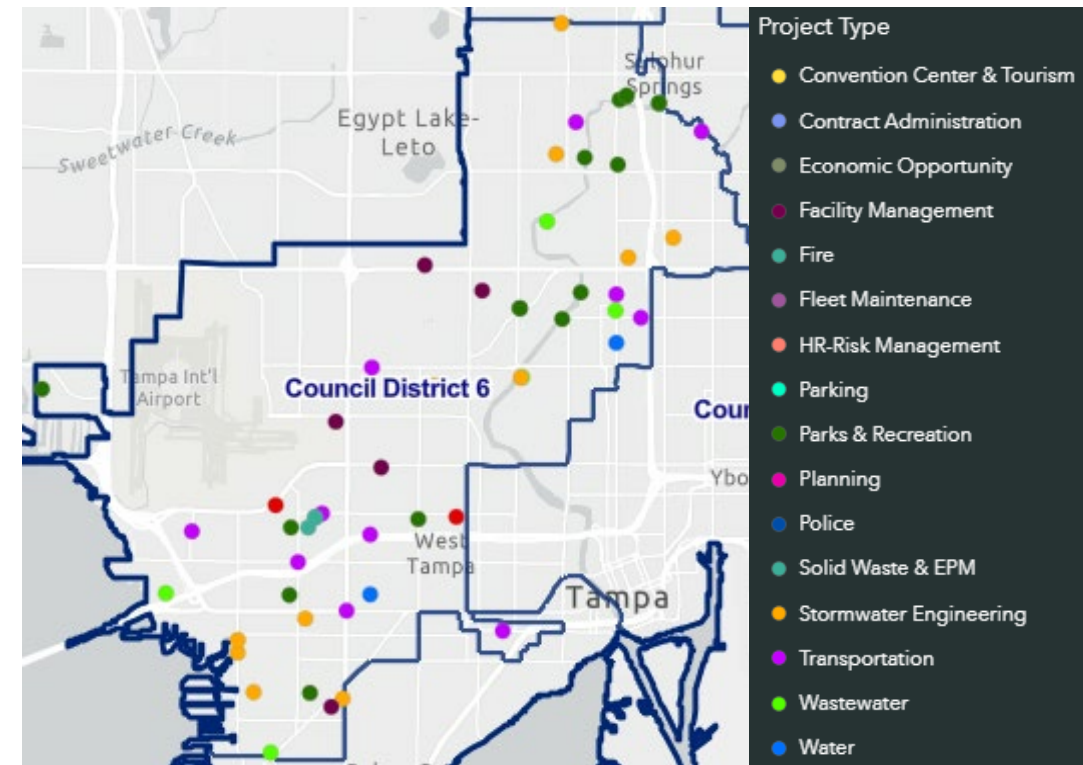 Sulphur
Springs
Egypt Lake-
Leto
Sweetwater Creek
Tampa Int'l
Airport
Council District 6
Cour
Ybo
West
Tampa
Tampa
Project Type
Convention Center & Tourism
Contract Administration
Economic Opportunity
Facility Management
Fire
Fleet Maintenance
HR-Risk Management
Parking
Parks & Recreation
Planning
Police
Solid Waste & EPM
Stormwater Engineering
Transportation
Wastewater
Water